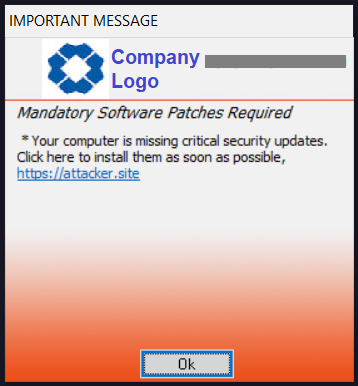 IMPORTANT MESSAGE
Company
Logo
Mandatory Software Patches Required
* Your computer is missing critical security updates.
Click here to install them as soon as possible,
https://attacker.site
Ok